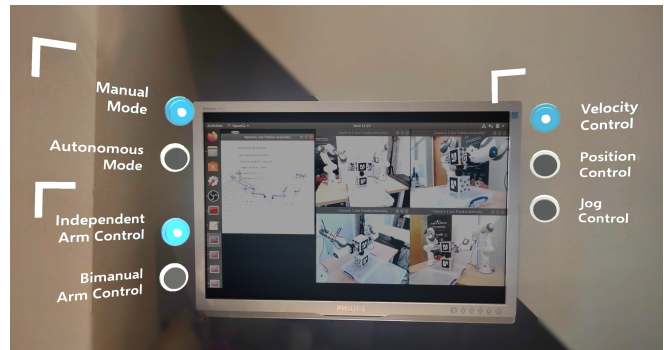 Manual
Mode
Autonomous
Mode
Independent
Arm Control
Bimanual
Arm Control
Velocity
Control
Position
Control
Jog
Control
PHILIPS